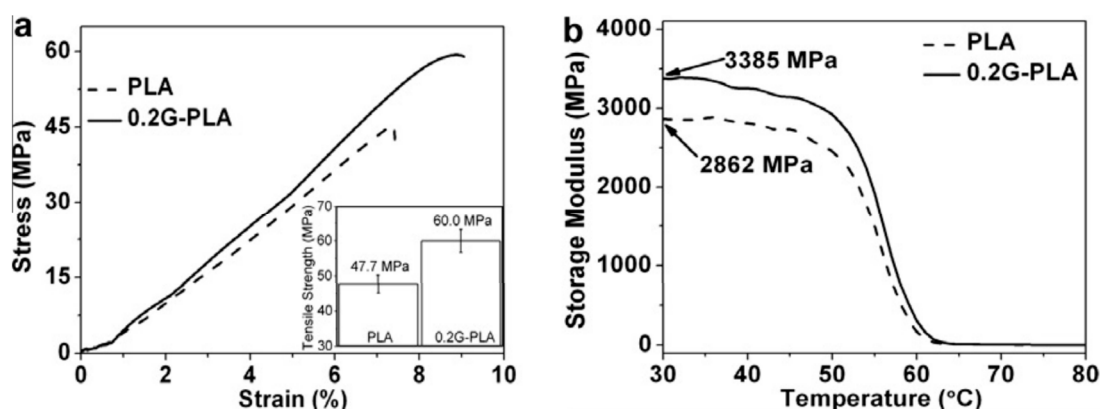 a
Stress (MPa)
60
45
30
15
0
PLA
0.2G-PLA
Tensile Strength (MPa)
70
60
50
40
30
47.7 MPa
60.0 MPa
PLA
0.2G-PLA
0 2 4 6 8 10
Strain (%)
b
Storage Modulus (MPa)
4000
3000
2000
1000
0
PLA
0.2G-PLA
3385 MPa
2862 MPa
30 40 50 60 70 80
Temperature (°C)